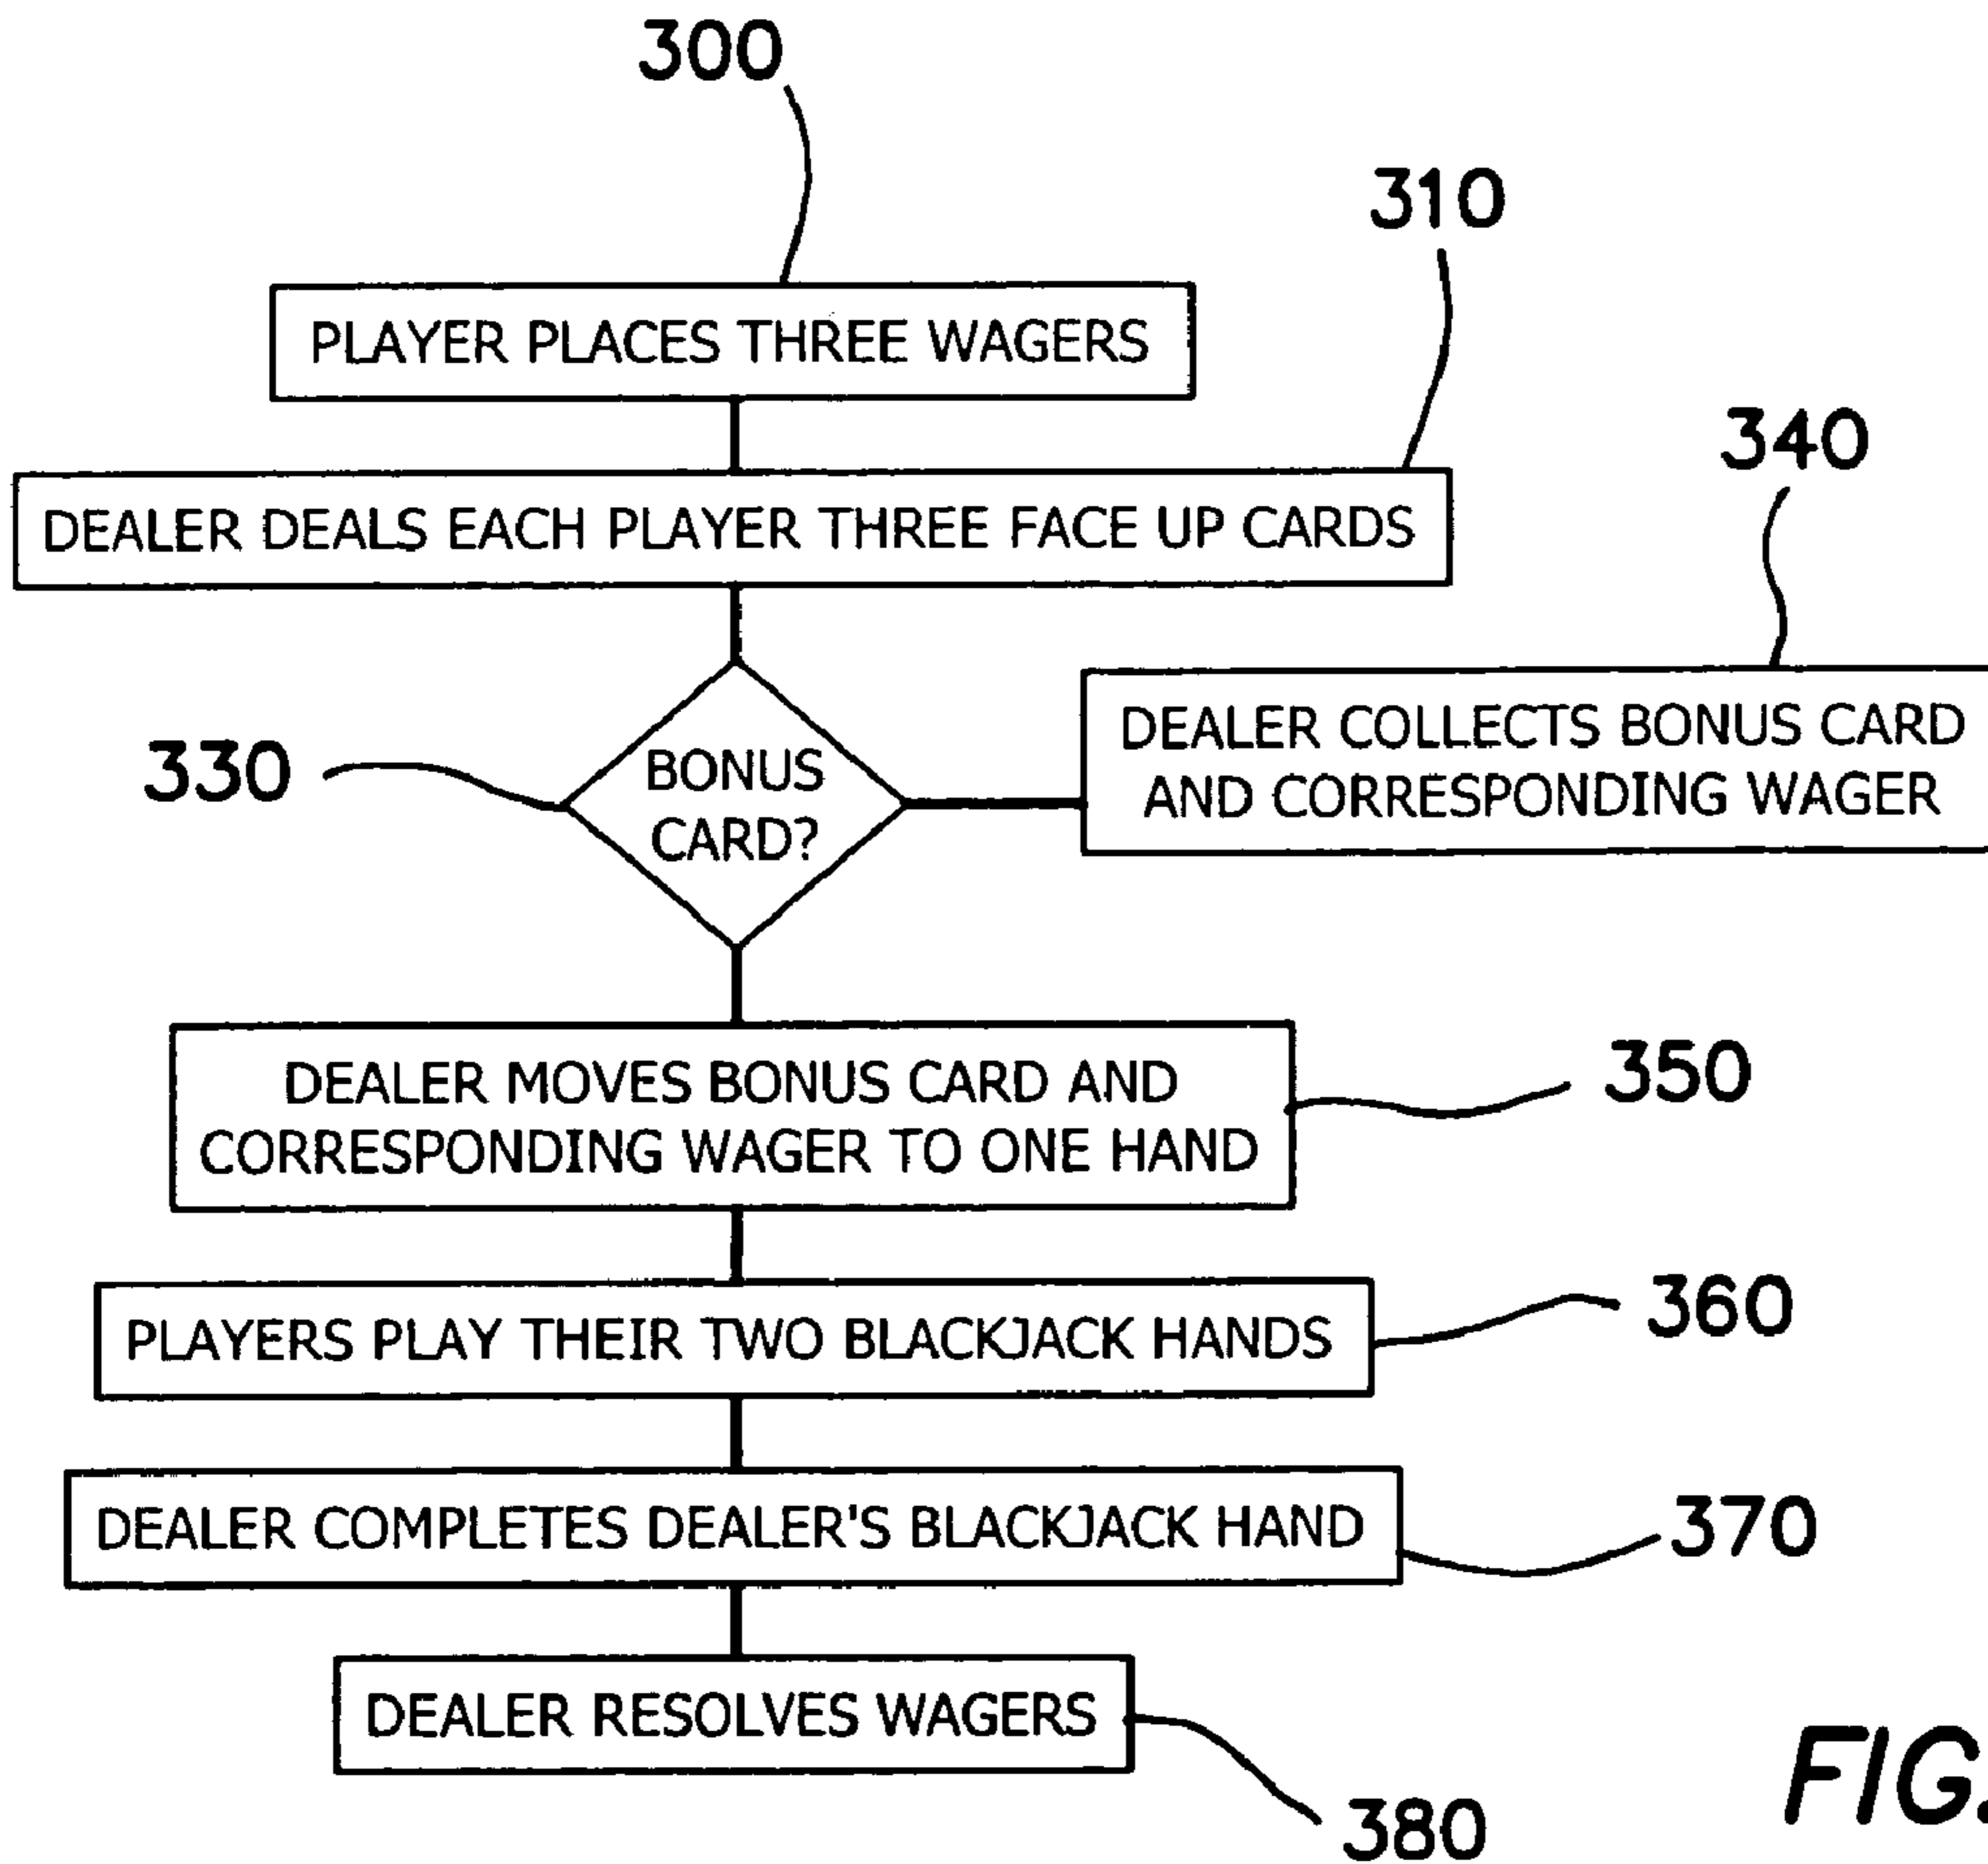 300
310
PLAYER PLACES THREE WAGERS
340
DEALER DEALS EACH PLAYER THREE FACE UP CARDS
330
BONUS
CARD?
DEALER COLLECTS BONUS CARD
AND CORRESPONDING WAGER
DEALER MOVES BONUS CARD AND
CORRESPONDING WAGER TO ONE HAND
350
PLAYERS PLAY THEIR TWO BLACKJACK HANDS
360
DEALER COMPLETES DEALER'S BLACKJACK HAND
370
DEALER RESOLVES WAGERS
380
FIG.